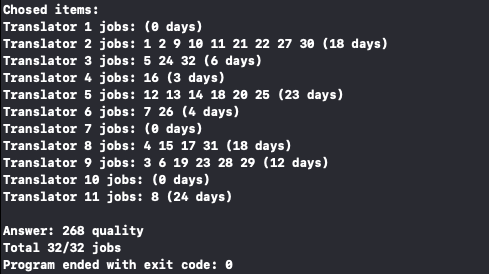 Chosed items:
Translator 1 jobs: (0 days)
Translator 2 jobs: 1 2 9 10 11 21 22 27 30 (18 days)
Translator 3 jobs: 5 24 32 (6 days)
Translator 4 jobs: 16 (3 days)
Translator 5 jobs: 12 13 14 18 20 25 (23 days)
Translator 6 jobs: 7 26 (4 days)
Translator 7 jobs: (0 days)
Translator 8 jobs: 4 15 17 31 (18 days)
Translator 9 jobs: 3 6 19 23 28 29 (12 days)
Translator 10 jobs: (0 days)
Translator 11 jobs: 8 (24 days)
Answer: 268 quality
Total 32/32 jobs
Program ended with exit code: 0